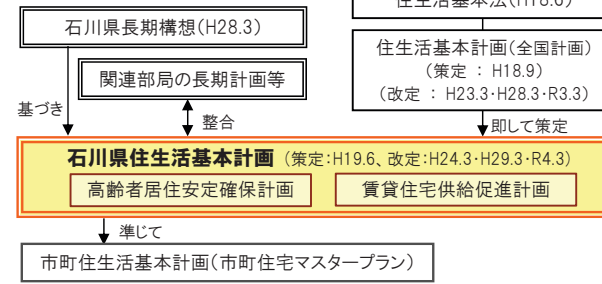 住生活基本法(H18.6)
石川県長期構想(H28.3)
住生活基本計画(全国計画)
(策定 : H18.9)
(改定 : H23.3･H28.3･R3.3)
関連部局の長期計画等
基づき
整合
即して策定
石川県住生活基本計画 (策定:H19.6、改定:H24.3･H29.3･R4.3)
高齢者居住安定確保計画
賃貸住宅供給促進計画
準じて
市町住生活基本計画(市町住宅マスタープラン)